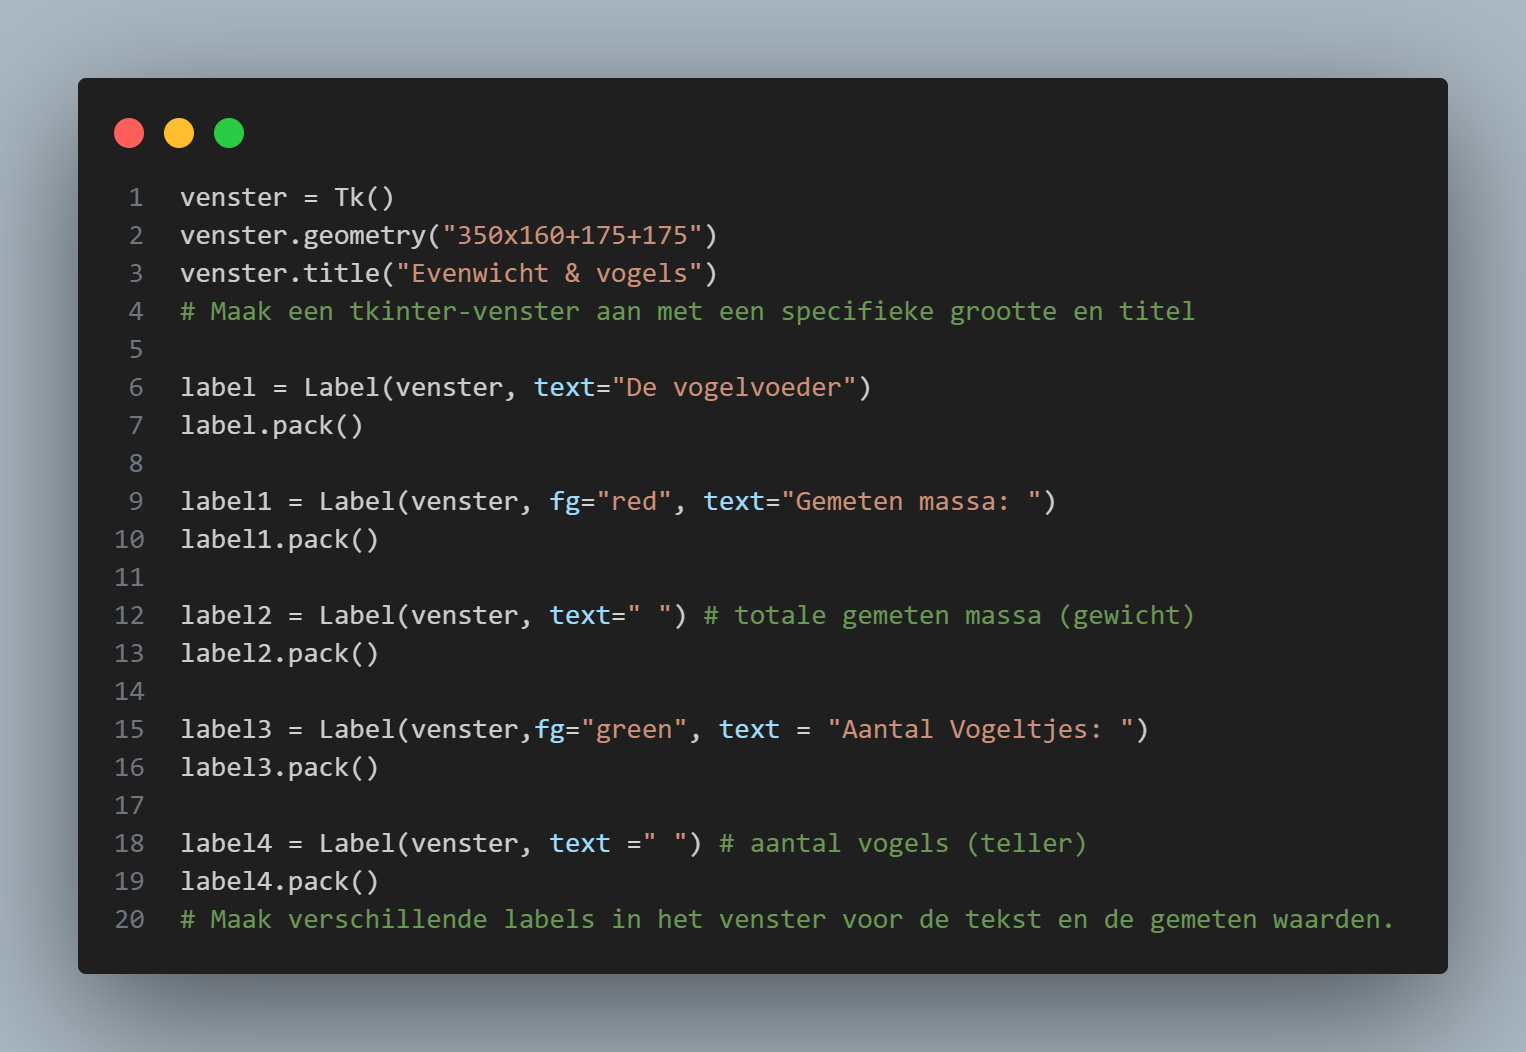 1 venster = Tk()
2 venster.geometry("350x160+175+175")
3 venster.title("Evenwicht & vogels")
4 # Maak een tkinter-venster aan met een specifieke grootte en titel
5
6 label = Label(venster, text="De vogelvoeder")
7 label.pack()
8
9 label1 = Label(venster, fg="red", text="Gemeten massa: ")
10 label1.pack()
11
12 label2 = Label(venster, text=" ") # totale gemeten massa (gewicht)
13 label2.pack()
14
15 label3 = Label(venster,fg="green", text = "Aantal Vogeltjes: ")
16 label3.pack()
17
18 label4 = Label(venster, text =" ") # aantal vogels (teller)
19 label4.pack()
20 # Maak verschillende labels in het venster voor de tekst en de gemeten waarden.